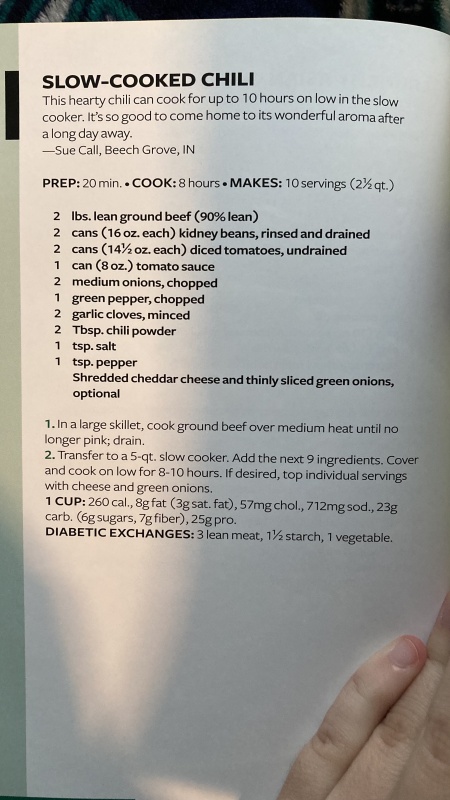 SLOW-COOKED CHILI
This hearty chili can cook for up to 10 hours on low in the slow
cooker. It's so good to come home to its wonderful aroma after
a long day away.
—Sue Call, Beech Grove, IN
PREP: 20 min. • COOK: 8 hours • MAKES: 10 servings (2½ qt.)
2 lbs. lean ground beef (90% lean)
2 cans (16 oz. each) kidney beans, rinsed and drained
2 cans (14½ oz. each) diced tomatoes, undrained
1 can (8 oz.) tomato sauce
2 medium onions, chopped
1 green pepper, chopped
2 garlic cloves, minced
2 Tbsp. chili powder
1 tsp. salt
1 tsp. pepper
Shredded cheddar cheese and thinly sliced green onions,
optional
1. In a large skillet, cook ground beef over medium heat until no
longer pink; drain.
2. Transfer to a 5-qt. slow cooker. Add the next 9 ingredients. Cover
and cook on low for 8-10 hours. If desired, top individual servings
with cheese and green onions.
1 CUP: 260 cal., 8g fat (3g sat. fat), 57mg chol., 712mg sod., 23g
carb. (6g sugars, 7g fiber), 25g pro.
DIABETIC EXCHANGES: 3 lean meat, 1½ starch, 1 vegetable.